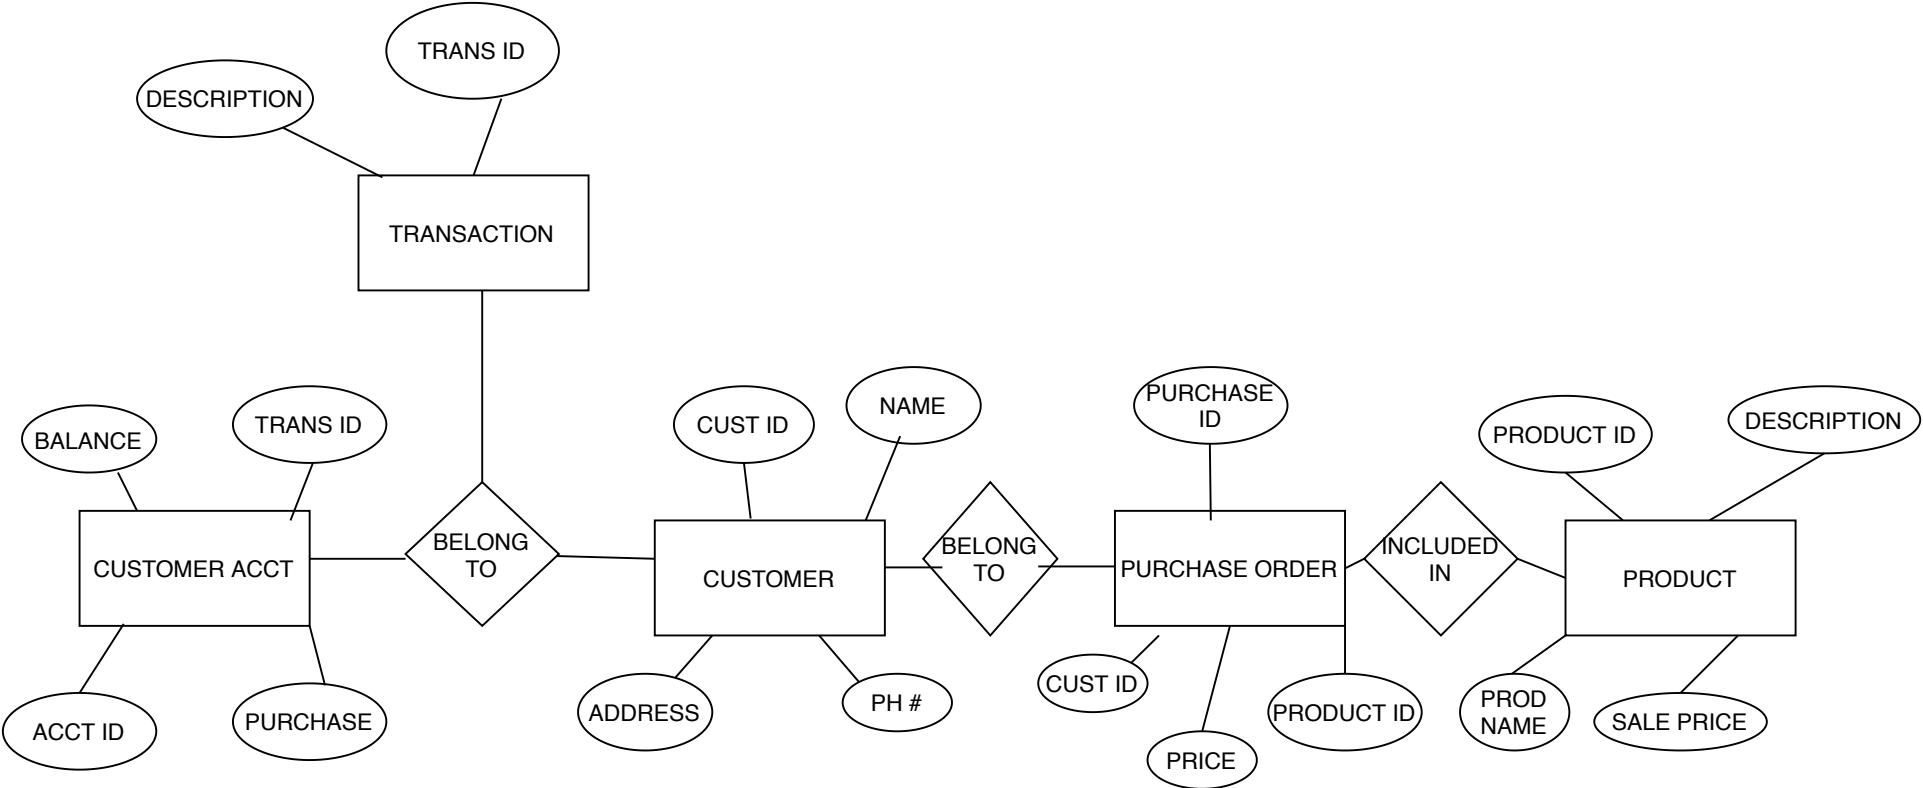 TRANS ID
DESCRIPTION
TRANSACTION
BALANCE
TRANS ID
CUSTOMER ACCT
ACCT ID
PURCHASE
BELONG
TO
CUST ID
NAME
CUSTOMER
ADDRESS
PH #
BELONG
TO
PURCHASE
ID
PURCHASE ORDER
CUST ID
PRICE
PRODUCT ID
INCLUDED
IN
PRODUCT ID
DESCRIPTION
PRODUCT
PROD
NAME
SALE PRICE